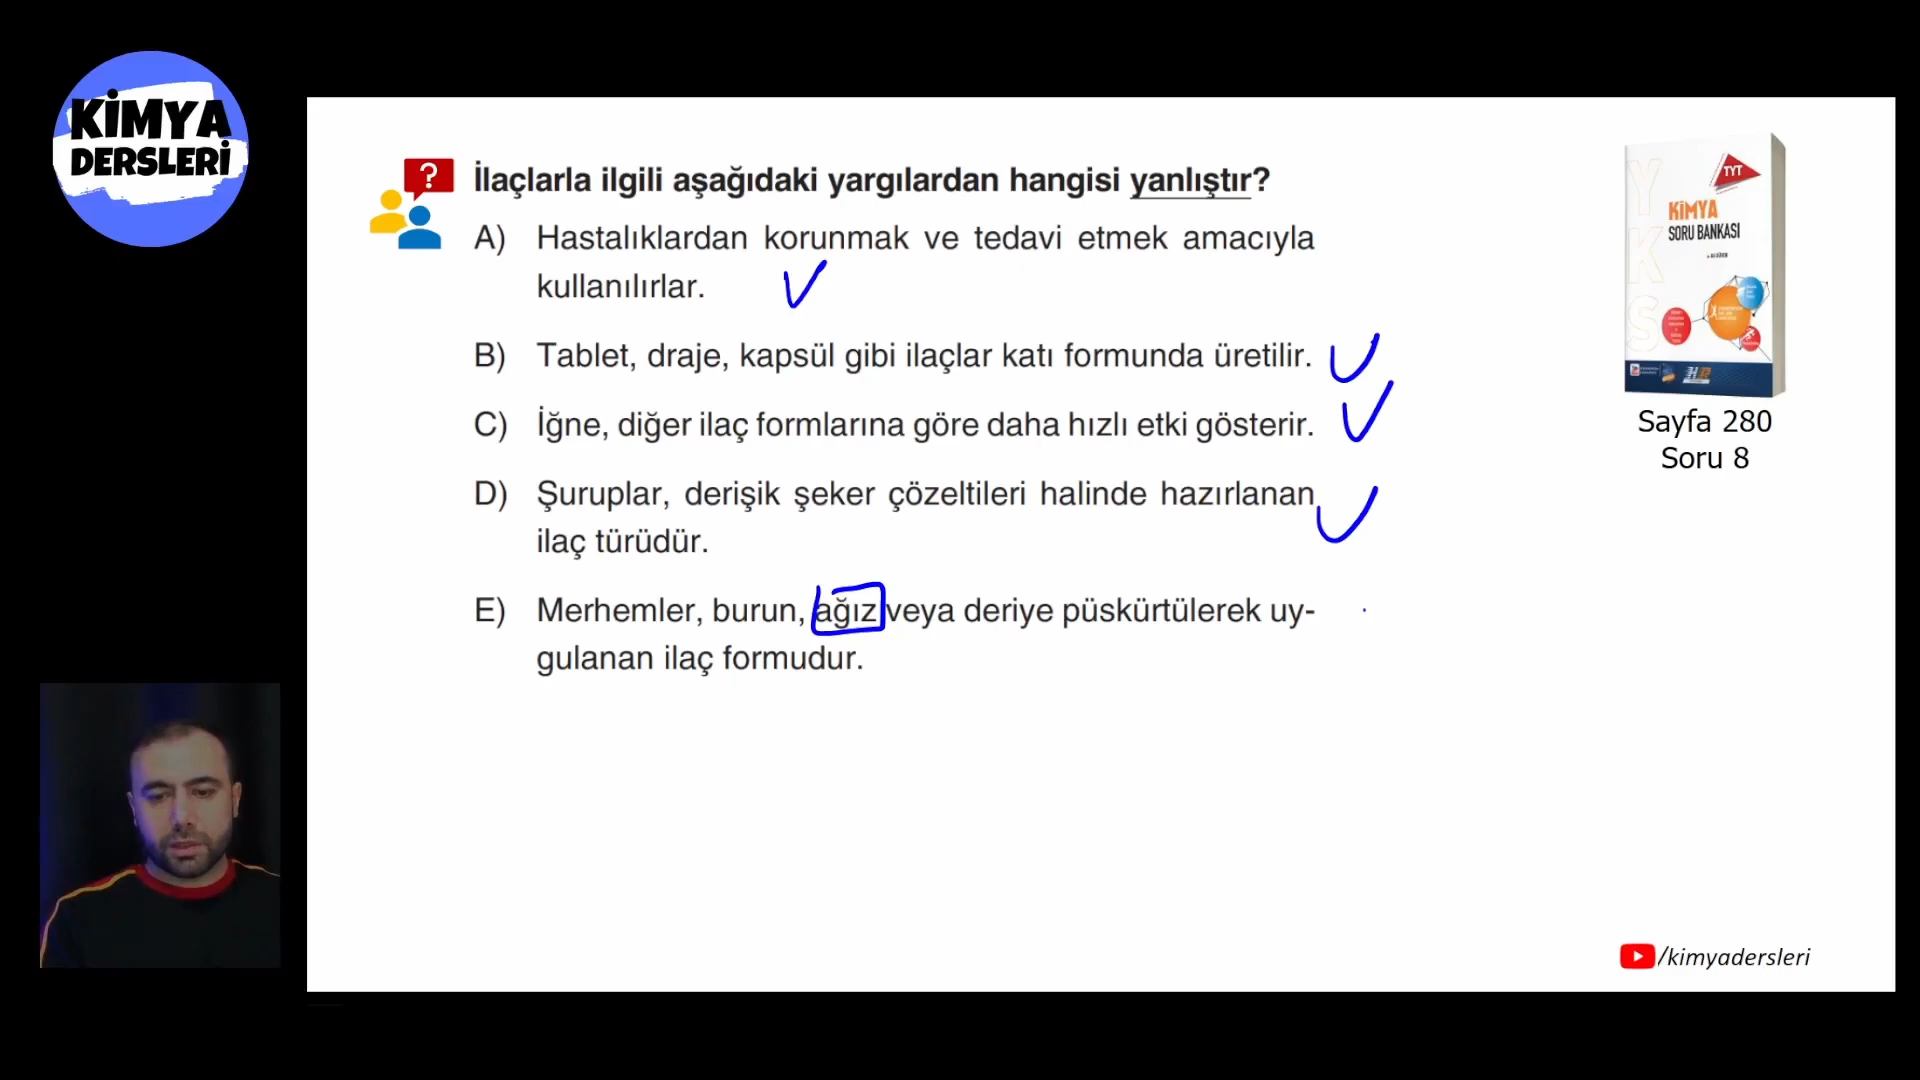 KİMYA
DERSLERİ
?
İlaçlarla ilgili aşağıdaki yargılardan hangisi yanlıştır?
A) Hastalıklardan korunmak ve tedavi etmek amacıyla
kullanılırlar.
B) Tablet, draje, kapsül gibi ilaçlar katı formunda üretilir.
C) İğne, diğer ilaç formlarına göre daha hızlı etki gösterir.
D) Şuruplar, derişik şeker çözeltileri halinde hazırlanan
ilaç türüdür.
E) Merhemler, burun, ağız veya deriye püskürtülerek uy-
gulanan ilaç formudur.
YKS
TYT
KİMYA
SORU BANKASI
Sayfa 280
Soru 8
/kimyadersleri